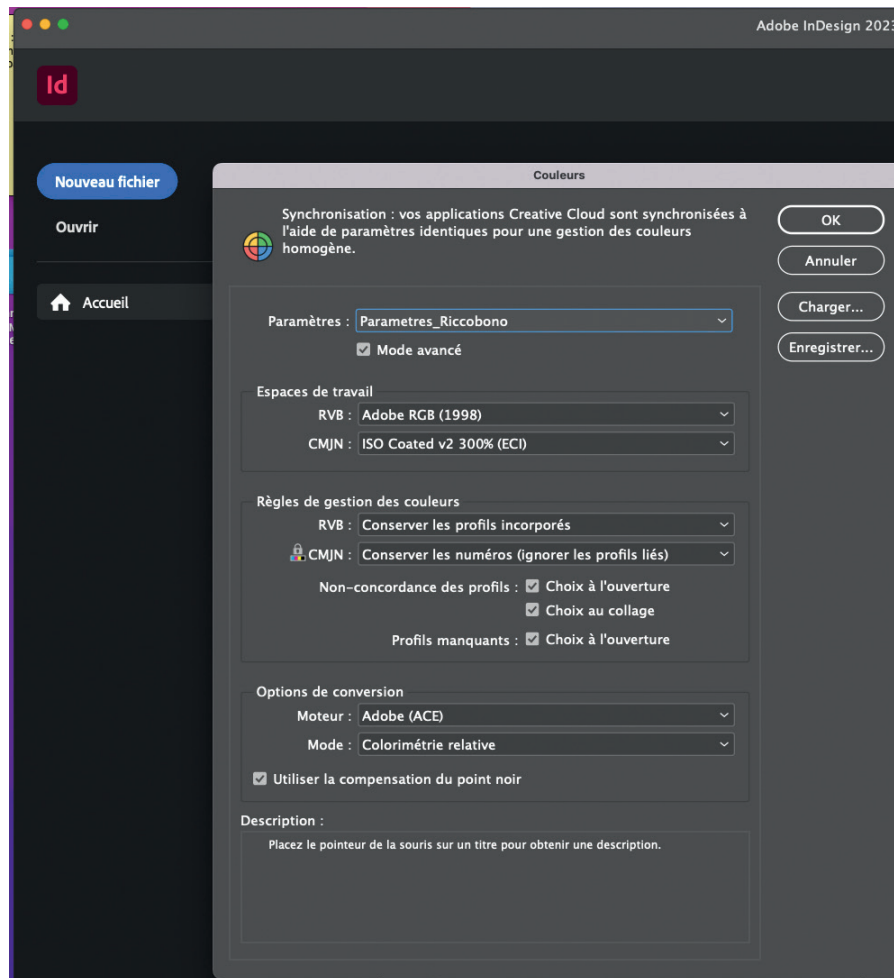 Adobe InDesign 2023
Id
Nouveau fichier
Ouvrir
Accueil
Couleurs
Synchronisation : vos applications Creative Cloud sont synchronisées à
l'aide de paramètres identiques pour une gestion des couleurs
homogène.
OK
Annuler
Charger...
Enregistrer...
Paramètres : Parametres_Riccobono
Mode avancé
Espaces de travail
RVB : Adobe RGB (1998)
CMJN : ISO Coated v2 300% (ECI)
Règles de gestion des couleurs
RVB : Conserver les profils incorporés
CMJN : Conserver les numéros (ignorer les profils liés)
Non-concordance des profils : Choix à l'ouverture
Choix au collage
Profils manquants : Choix à l'ouverture
Options de conversion
Moteur : Adobe (ACE)
Mode : Colorimétrie relative
Utiliser la compensation du point noir
Description :
Placez le pointeur de la souris sur un titre pour obtenir une description.